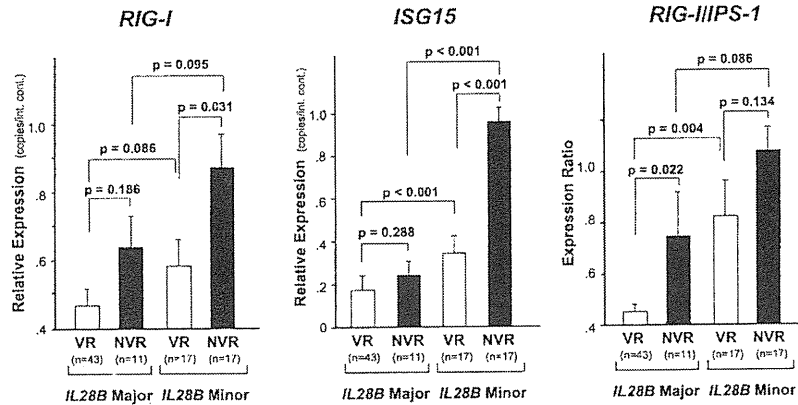 RIG-I
Relative Expression (copies/int. cont.)
1.0
.8
.6
.4
p = 0.095
p = 0.031
p = 0.086
p = 0.186
VR
NVR
VR
NVR
(n=43)
(n=11)
(n=17)
(n=17)
IL28B Major
IL28B Minor
ISG15
Relative Expression (copies/int. cont.)
1.0
.8
.6
.4
.2
0
p < 0.001
p < 0.001
p < 0.001
p = 0.288
VR
NVR
VR
NVR
(n=43)
(n=11)
(n=17)
(n=17)
IL28B Major
IL28B Minor
RIG-I/IPS-1
Expression Ratio
1.0
.8
.6
.4
p = 0.086
p = 0.134
p = 0.004
p = 0.022
VR
NVR
VR
NVR
(n=43)
(n=11)
(n=17)
(n=17)
IL28B Major
IL28B Minor